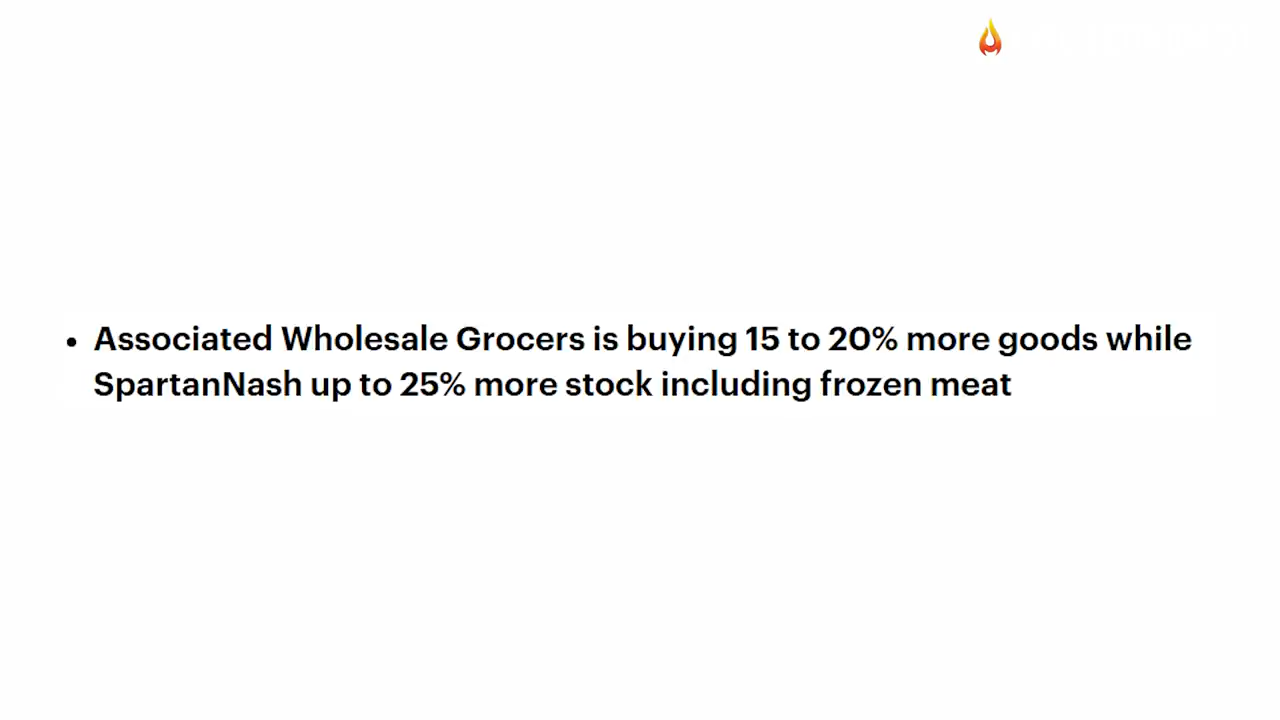 • Associated Wholesale Grocers is buying 15 to 20% more goods while
SpartanNash up to 25% more stock including frozen meat